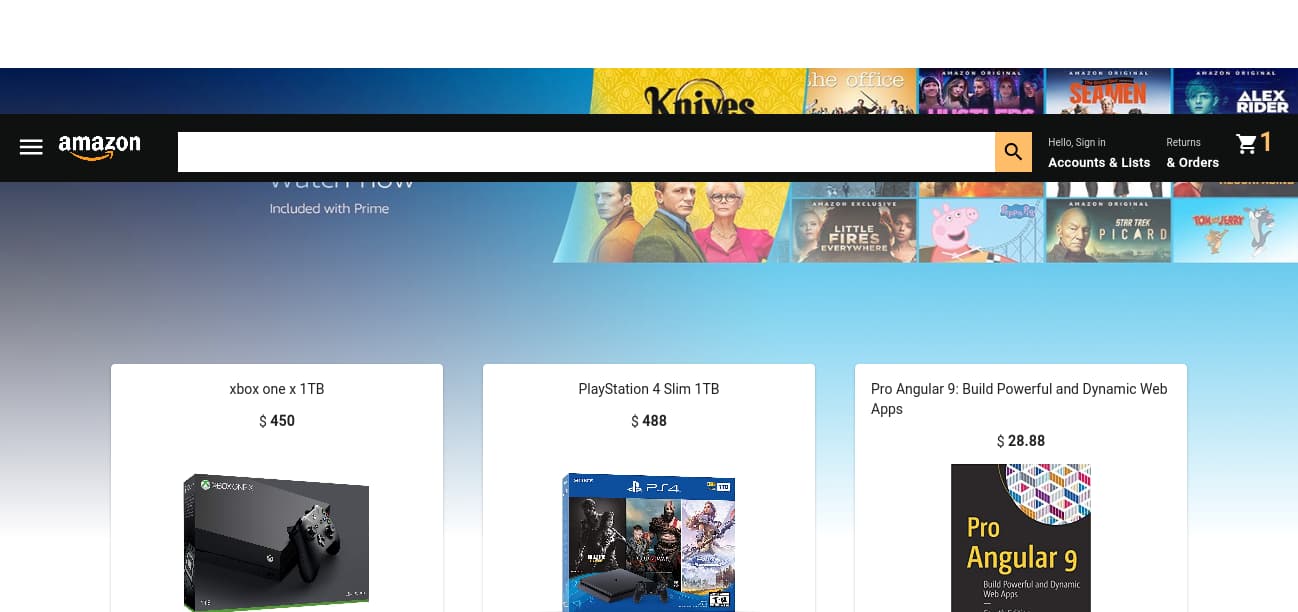 Knives
the office
AMAZON ORIGINAL
HUSTLERS
AMAZON ORIGINAL
SEAMEN
AMAZON ORIGINAL
ALEX
RIDER
amazon
Hello, Sign in
Accounts & Lists
Returns
& Orders
1
Watch now
Included with Prime
AMAZON EXCLUSIVE
LITTLE
FIRES
EVERYWHERE
Peppa Pig
AMAZON ORIGINAL
STAR TREK
PICARD
TOM AND JERRY
xbox one x 1TB
$ 450
XBOX ONE X
1TB
PlayStation 4 Slim 1TB
$ 488
SONY
PS4
1TB
Pro Angular 9: Build Powerful and Dynamic Web
Apps
$ 28.88
Pro
Angular 9
Build Powerful and Dynamic
Web Apps